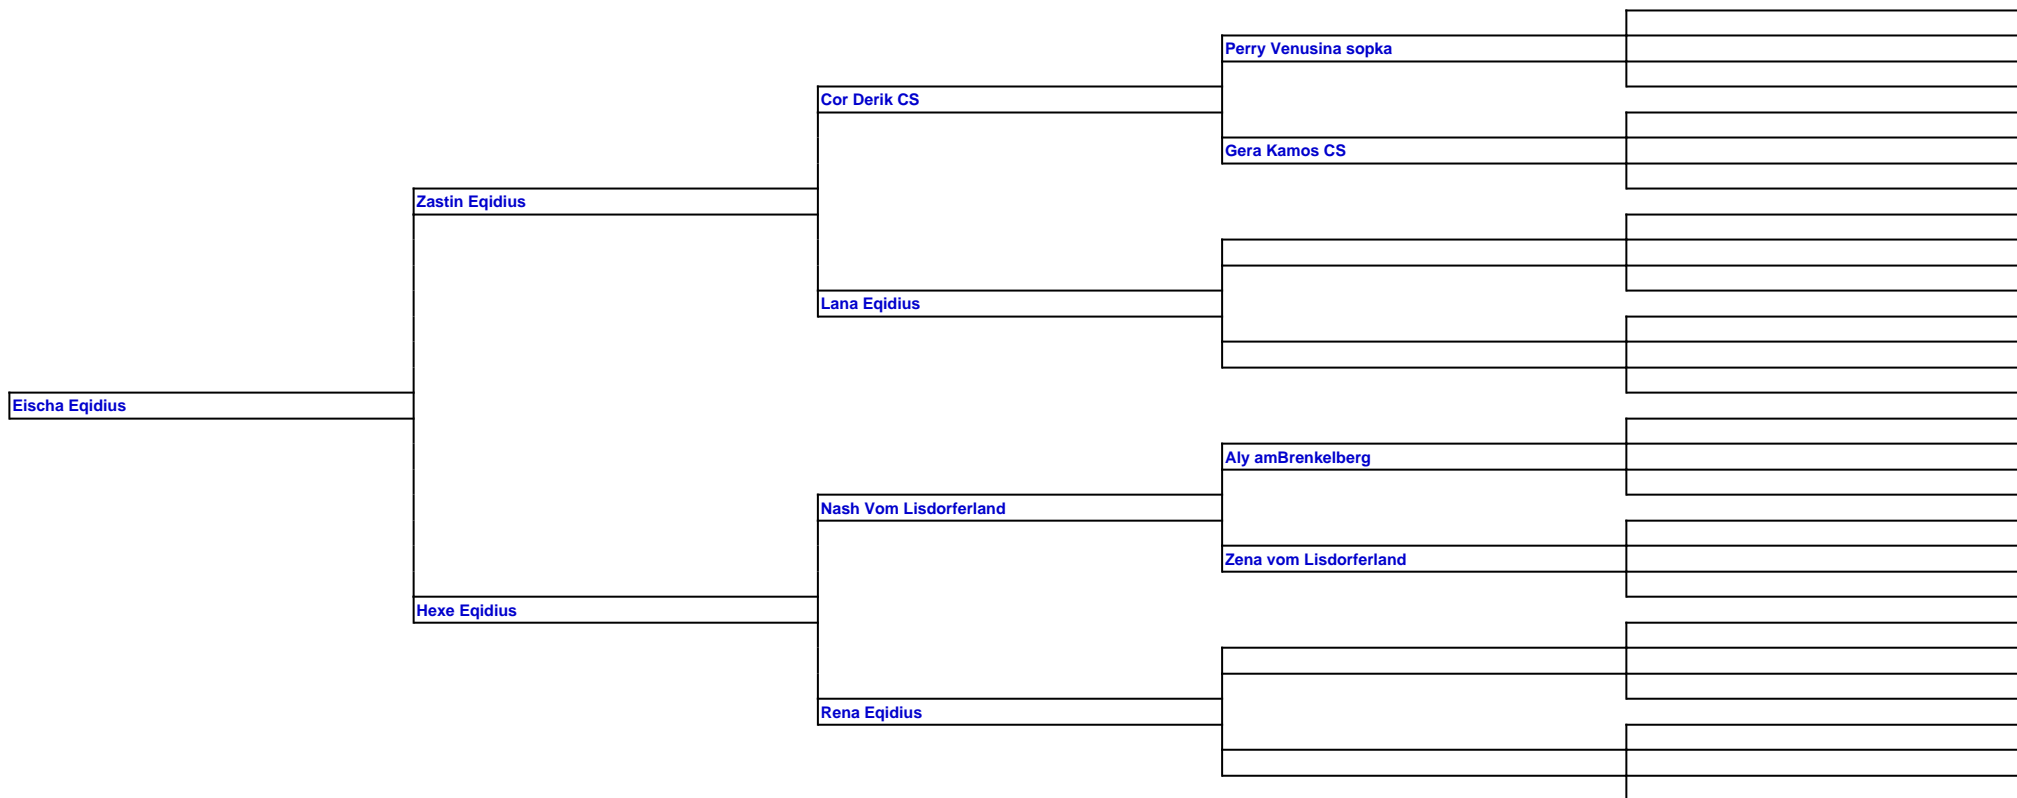 Perry Venusina sopka
Cor Derik CS
Gera Kamos CS
Zastin Eqidius
Lana Eqidius
Eischa Eqidius
Aly amBrenkelberg
Nash Vom Lisdorferland
Zena vom Lisdorferland
Hexe Eqidius
Rena Eqidius